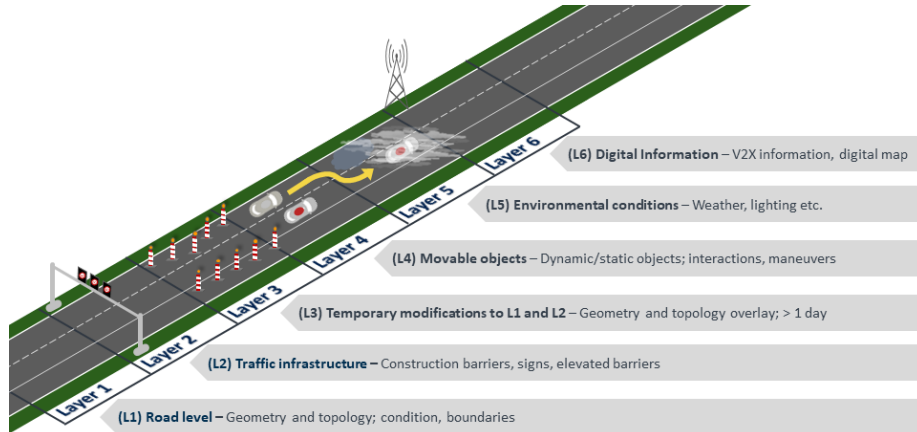 Layer 6
(L6) Digital Information – V2X information, digital map
Layer 5
(L5) Environmental conditions – Weather, lighting etc.
Layer 4
(L4) Movable objects – Dynamic/static objects; interactions, maneuvers
Layer 3
(L3) Temporary modifications to L1 and L2 – Geometry and topology overlay; > 1 day
Layer 2
(L2) Traffic infrastructure – Construction barriers, signs, elevated barriers
Layer 1
(L1) Road level – Geometry and topology; condition, boundaries